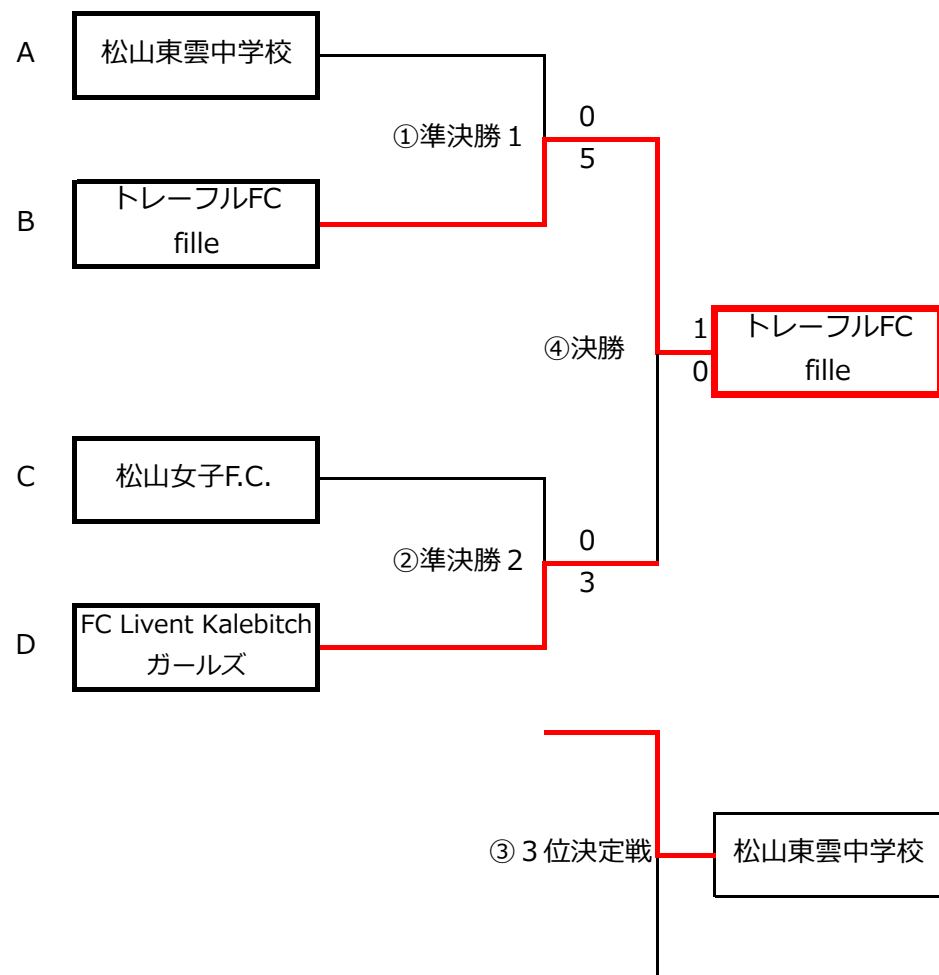 A
松山東雲中学校
①準決勝１
0
5
B
トレーフルFC
fille
④決勝
1
0
トレーフルFC
fille
C
松山女子F.C.
②準決勝２
0
3
D
FC Livent Kalebitch
ガールズ
③３位決定戦
松山東雲中学校